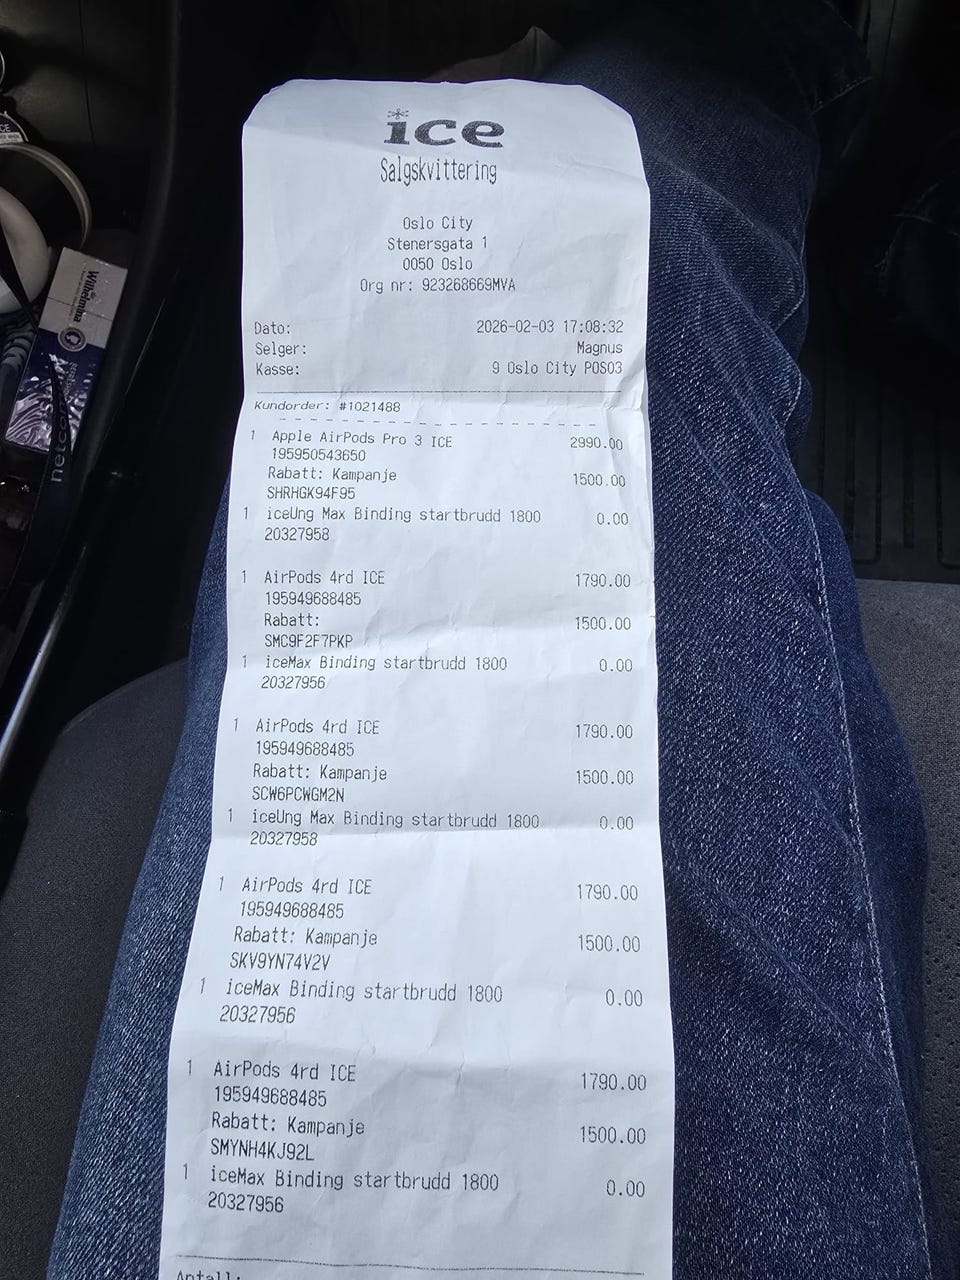 ice
Salgskvittering
Oslo City
Stenersgata 1
0050 Oslo
Org nr: 923268669MVA
Dato: 2026-02-03 17:08:32
Selger: Magnus
Kasse: 9 Oslo City POS03
Kundorder: #1021488
1 Apple AirPods Pro 3 ICE 2990.00
195950543650
Rabatt: Kampanje 1500.00
SHRHGK94F95
1 iceUng Max Binding startbrudd 1800 0.00
20327958
1 AirPods 4rd ICE 1790.00
195949688485
Rabatt: 1500.00
SMC9F2F7PKP
1 iceMax Binding startbrudd 1800 0.00
20327956
1 AirPods 4rd ICE 1790.00
195949688485
Rabatt: Kampanje 1500.00
SCW6PCWGM2N
1 iceUng Max Binding startbrudd 1800 0.00
20327958
1 AirPods 4rd ICE 1790.00
195949688485
Rabatt: Kampanje 1500.00
SKV9YN74V2V
1 iceMax Binding startbrudd 1800 0.00
20327956
1 AirPods 4rd ICE 1790.00
195949688485
Rabatt: Kampanje 1500.00
SMYNH4KJ92L
1 iceMax Binding startbrudd 1800 0.00
20327956
Antall:
Wilhelmina